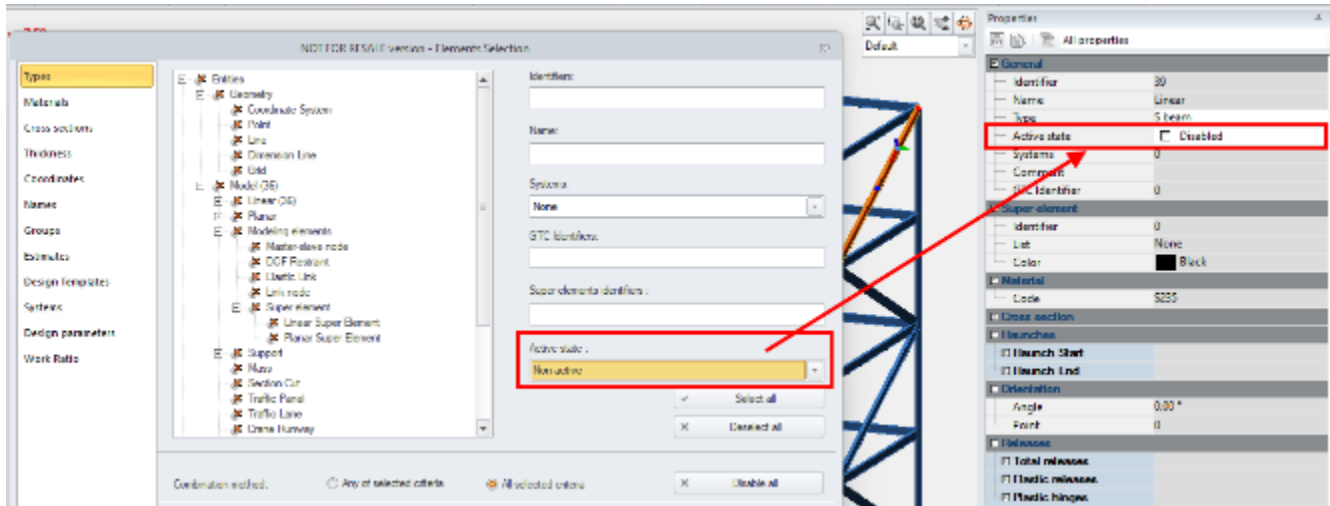 NOT FOR RESALE version - Elements Selection
Types
Materials
Cross sections
Thickness
Coordinates
Names
Groups
Estimates
Design Templates
Systems
Design parameters
Work Ratio
Entities
Geometry
Coordinate System
Point
Line
Dimension Line
Grid
Model (36)
Linear (36)
Planar
Modeling elements
Master-slave node
DOF Restraint
Elastic Link
Link node
Super element
Linear Super Element
Planar Super Element
Support
Mass
Section Cut
Traffic Panel
Traffic Lane
Crane Runway
Identifiers:
Name:
Systems:
None
GTC Identifiers:
Super elements identifiers :
Active state :
Non active
Select all
Deselect all
Combination method:
Any of selected criteria
All selected criteria
Disable all
Default
Properties
All properties
General
Identifier 39
Name Linear
Type S beam
Active state Disabled
Systems 0
Comment
GTC Identifier 0
Super element
Identifier 0
List None
Color Black
Material
Code S235
Cross section
Haunches
Haunch Start
Haunch End
Orientation
Angle 0.00 °
Point 0
Releases
Total releases
Elastic releases
Plastic hinges